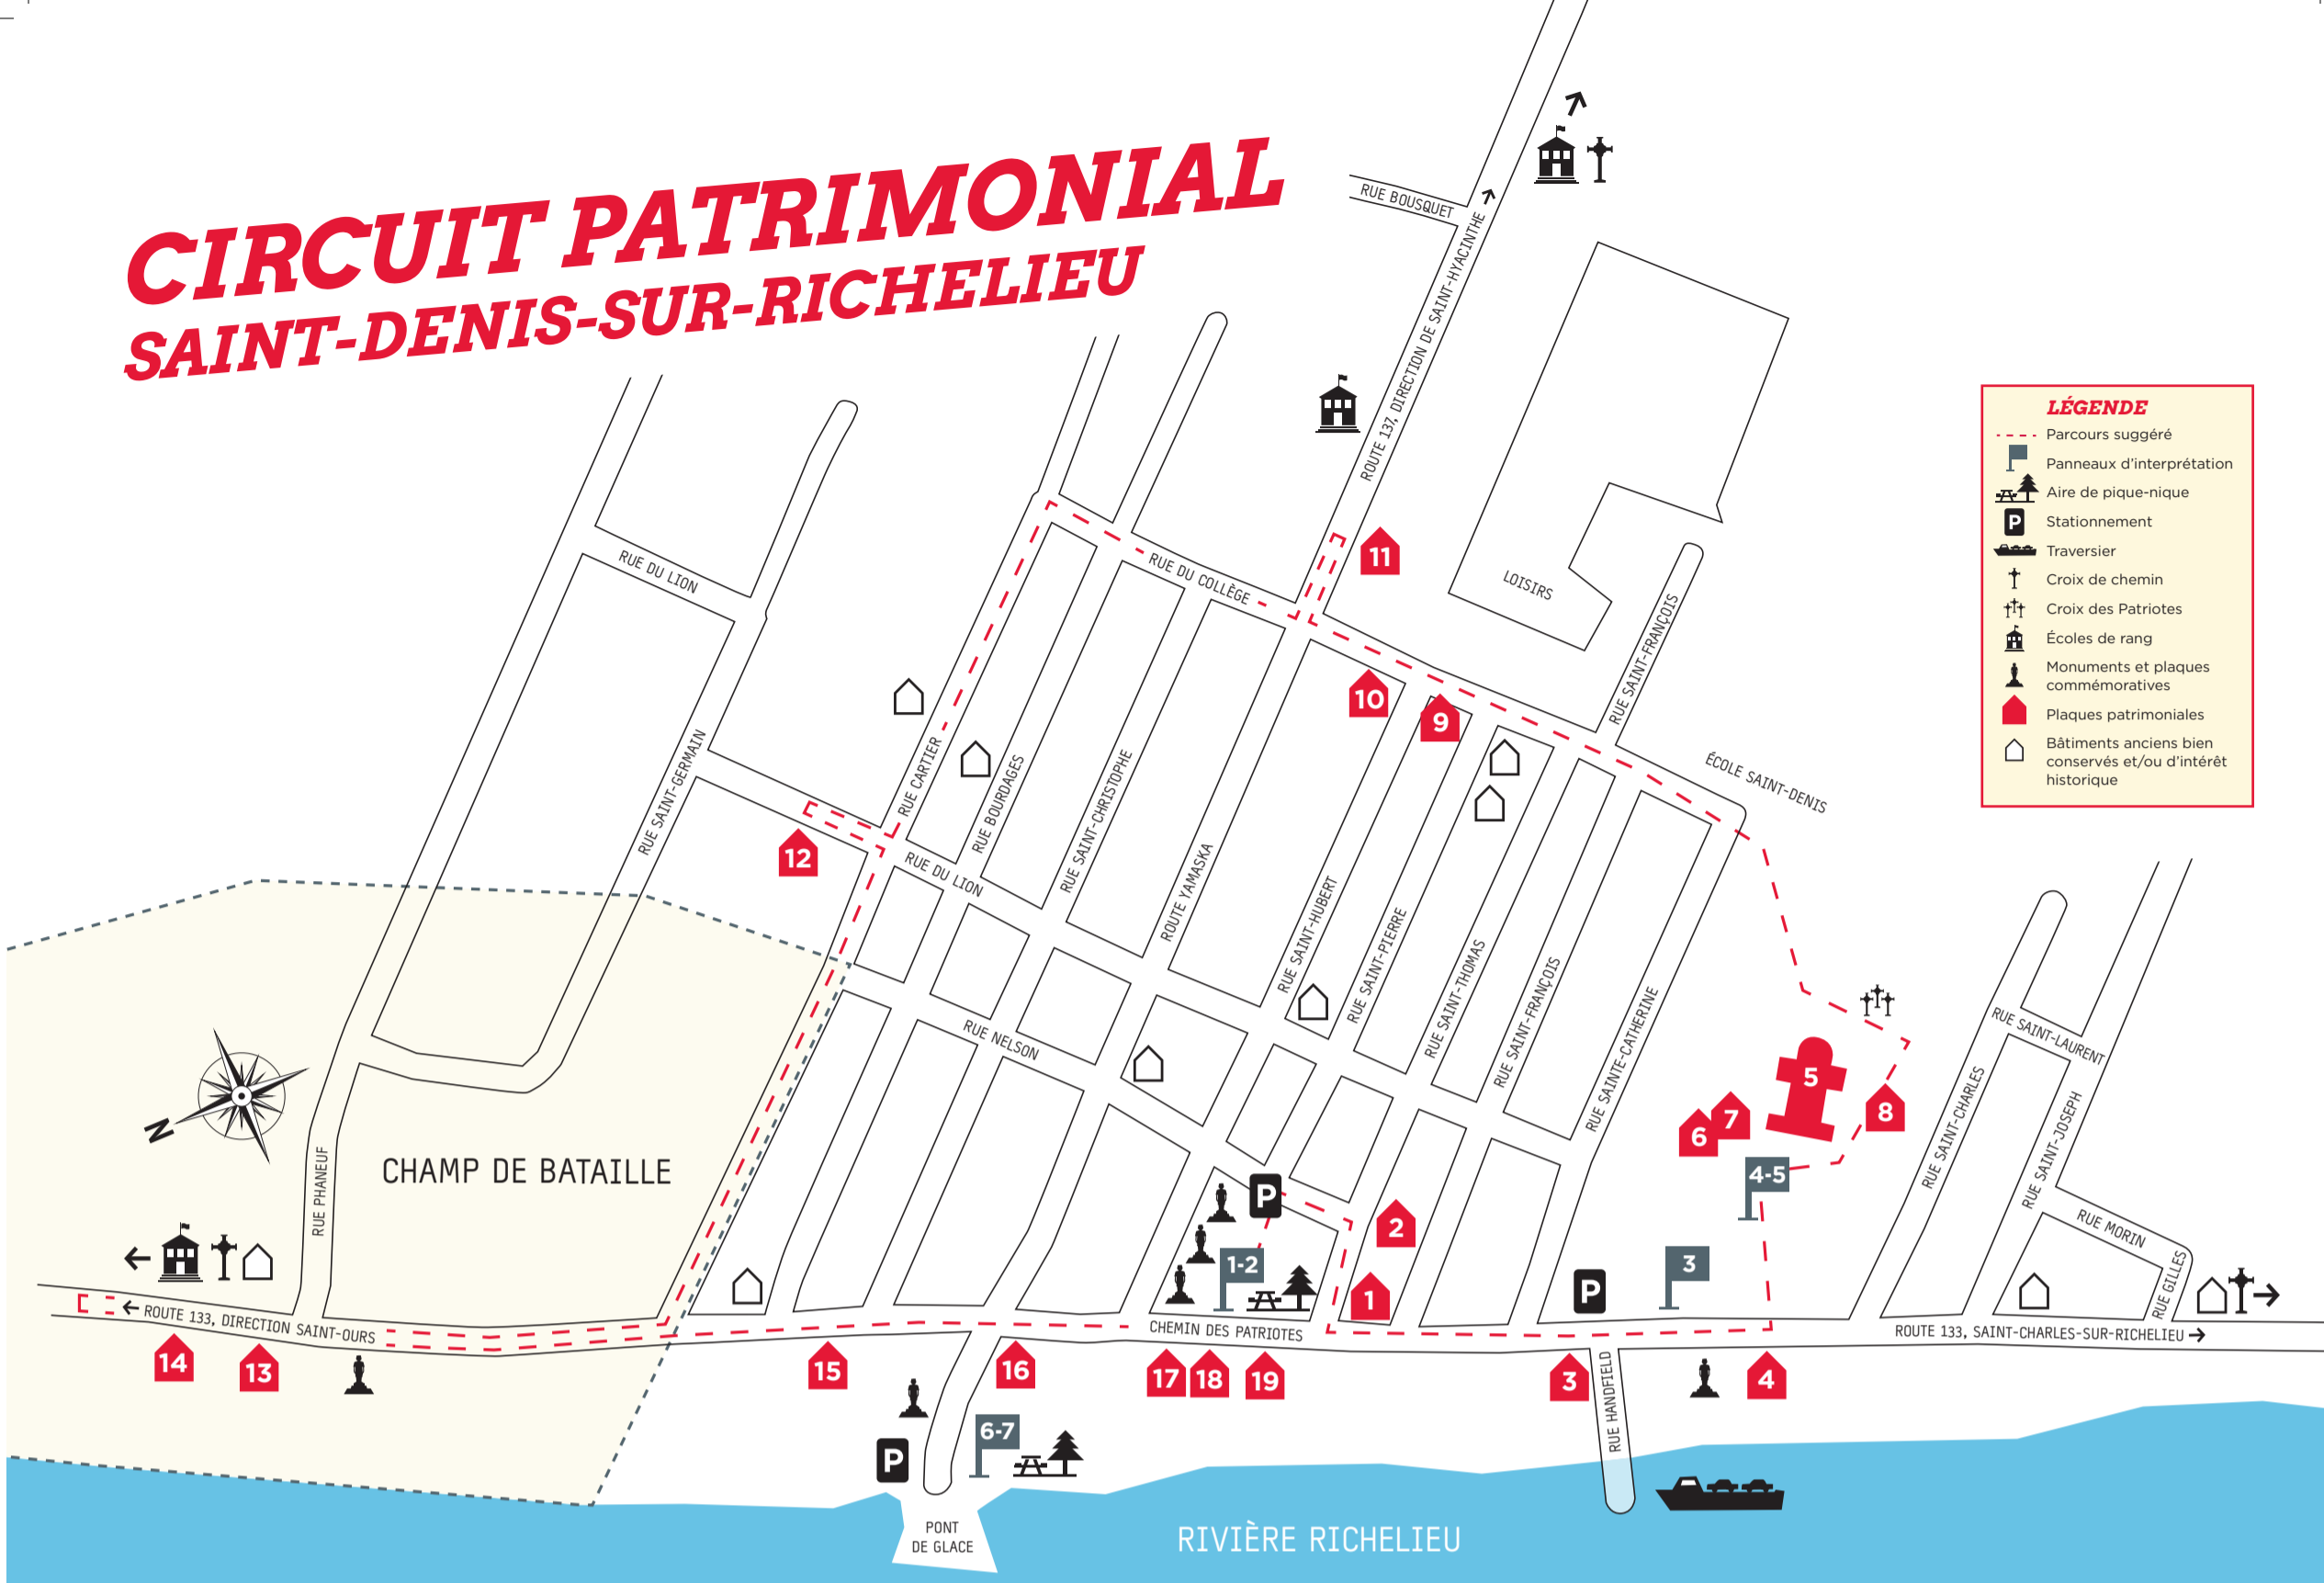 CIRCUIT PATRIMONIAL
SAINT-DENIS-SUR-RICHELIEU
RUE BOUSQUET
ROUTE 137, DIRECTION DE SAINT-HYACINTHE
LÉGENDE
Parcours suggéré
Panneaux d'interprétation
Aire de pique-nique
P
Stationnement
Traversier
Croix de chemin
Croix des Patriotes
Écoles de rang
Monuments et plaques
commémoratives
Plaques patrimoniales
Bâtiments anciens bien
conservés et/ou d'intérêt
historique
RUE DU LION
RUE DU COLLÈGE
11
LOISIRS
RUE SAINT-FRANÇOIS
10
9
ÉCOLE SAINT-DENIS
RUE SAINT-GERMAIN
RUE CARTIER
RUE BOURDAGES
RUE SAINT-CHRISTOPHE
12
RUE DU LION
ROUTE YAMASKA
RUE SAINT-HUBERT
RUE SAINT-PIERRE
RUE SAINT-THOMAS
RUE SAINT-FRANÇOIS
RUE SAINTE-CATHERINE
RUE NELSON
RUE SAINT-LAURENT
RUE SAINT-CHARLES
RUE SAINT-JOSEPH
5
8
7
6
4-5
N
CHAMP DE BATAILLE
RUE PHANEUF
P
2
1-2
1
P
3
RUE MORIN
RUE GILLES
ROUTE 133, DIRECTION SAINT-OURS
CHEMIN DES PATRIOTES
ROUTE 133, SAINT-CHARLES-SUR-RICHELIEU
14
13
15
16
17
18
19
3
4
RUE HANDFIELD
6-7
P
PONT
DE GLACE
RIVIÈRE RICHELIEU